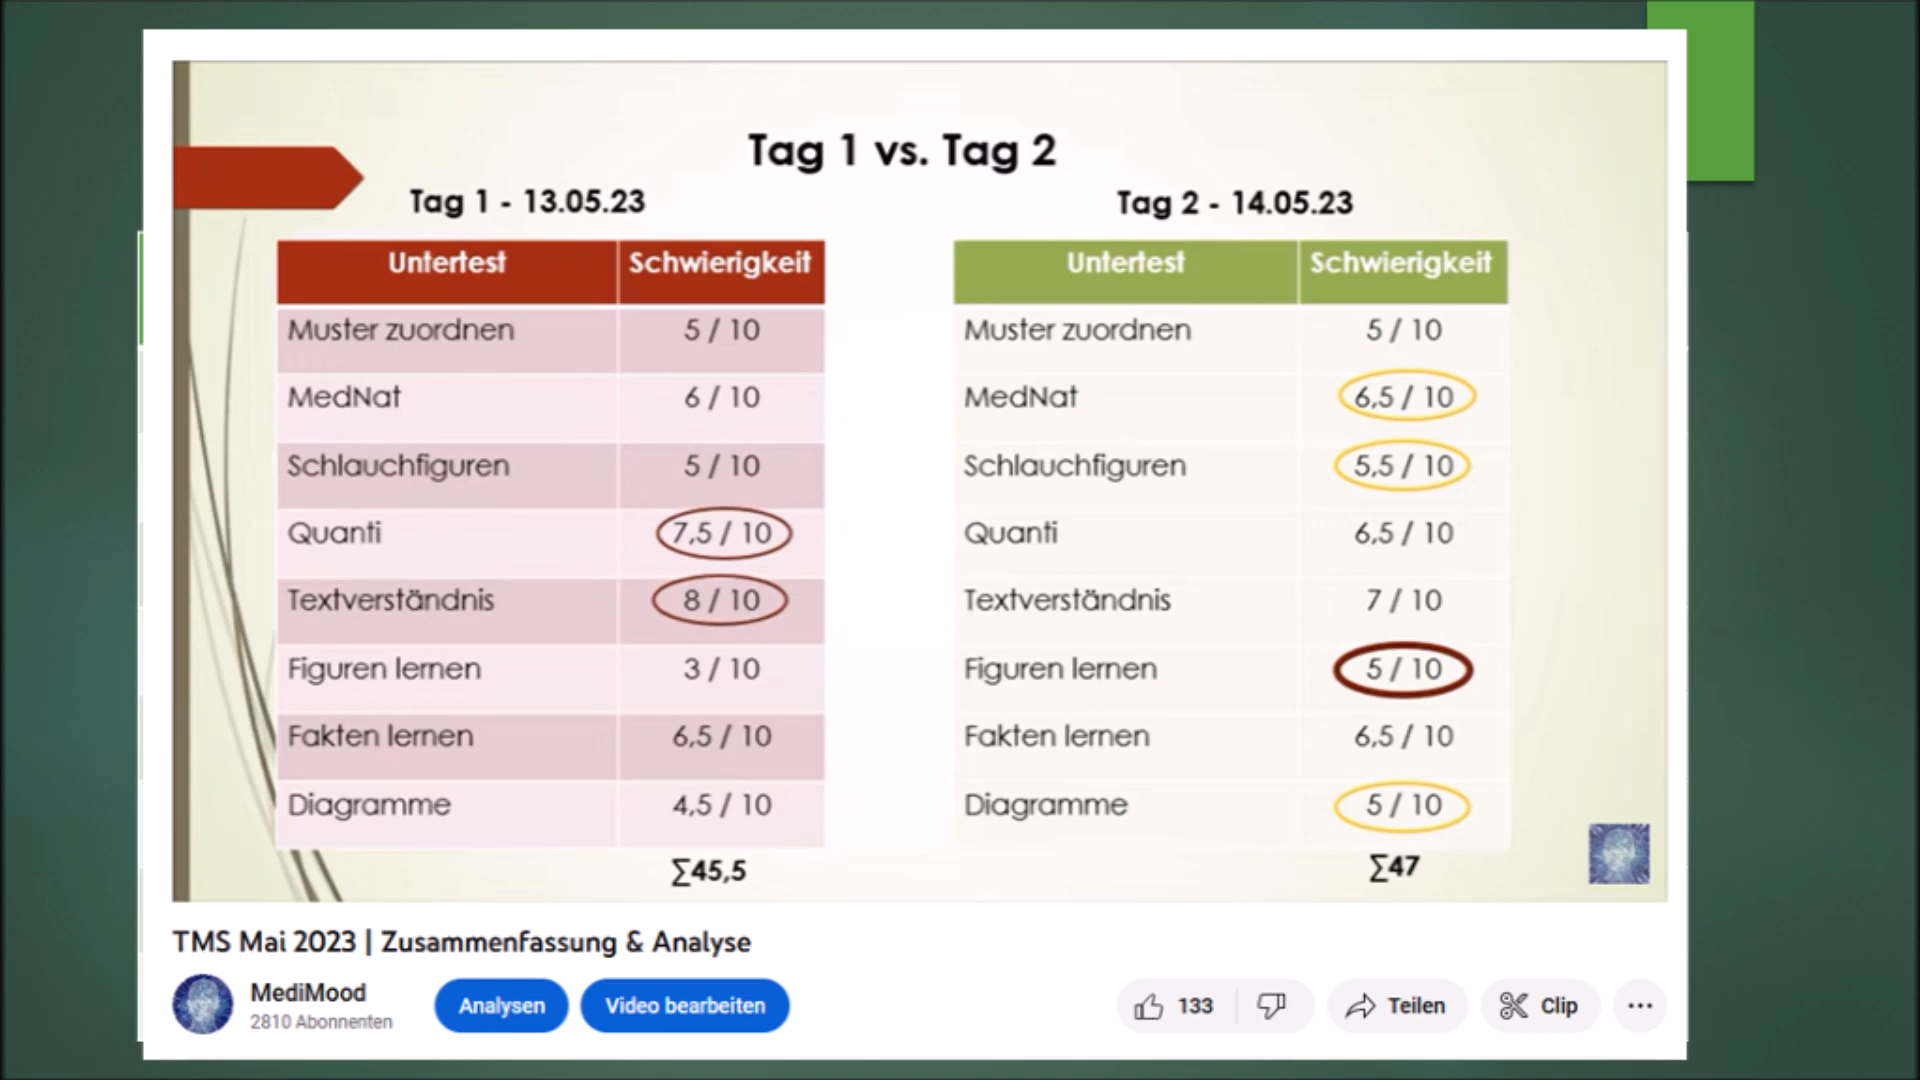 Tag 1 vs. Tag 2
Tag 1 - 13.05.23
Untertest Schwierigkeit
Muster zuordnen 5 / 10
MedNat 6 / 10
Schlauchfiguren 5 / 10
Quanti 7,5 / 10
Textverständnis 8 / 10
Figuren lernen 3 / 10
Fakten lernen 6,5 / 10
Diagramme 4,5 / 10
∑45,5
Tag 2 - 14.05.23
Untertest Schwierigkeit
Muster zuordnen 5 / 10
MedNat 6,5 / 10
Schlauchfiguren 5,5 / 10
Quanti 6,5 / 10
Textverständnis 7 / 10
Figuren lernen 5 / 10
Fakten lernen 6,5 / 10
Diagramme 5 / 10
∑47
TMS Mai 2023 | Zusammenfassung & Analyse
MediMood
2810 Abonnenten
Analysen
Video bearbeiten
133
Teilen
Clip